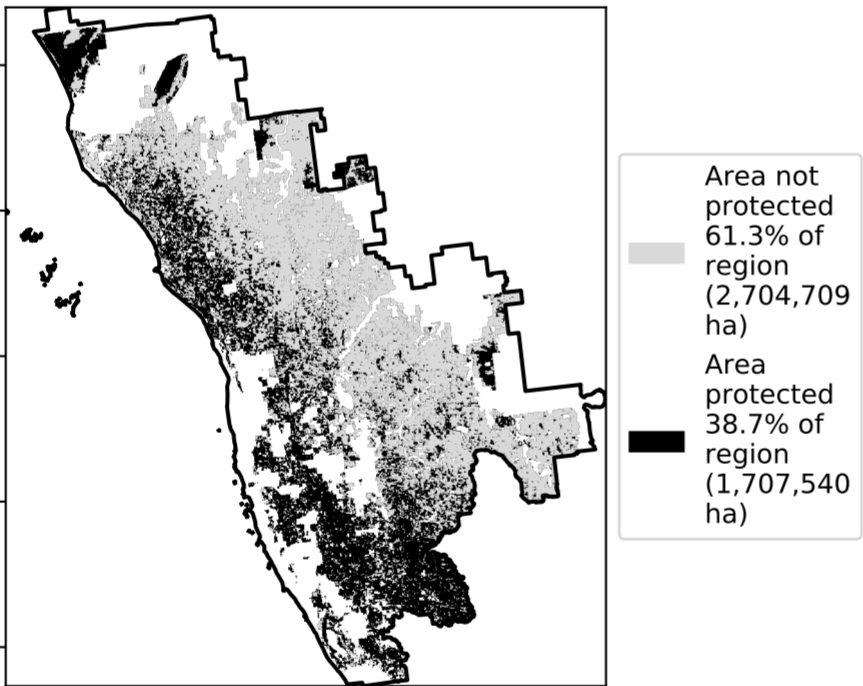 Area not
protected
61.3% of
region
(2,704,709
ha)
Area
protected
38.7% of
region
(1,707,540
ha)